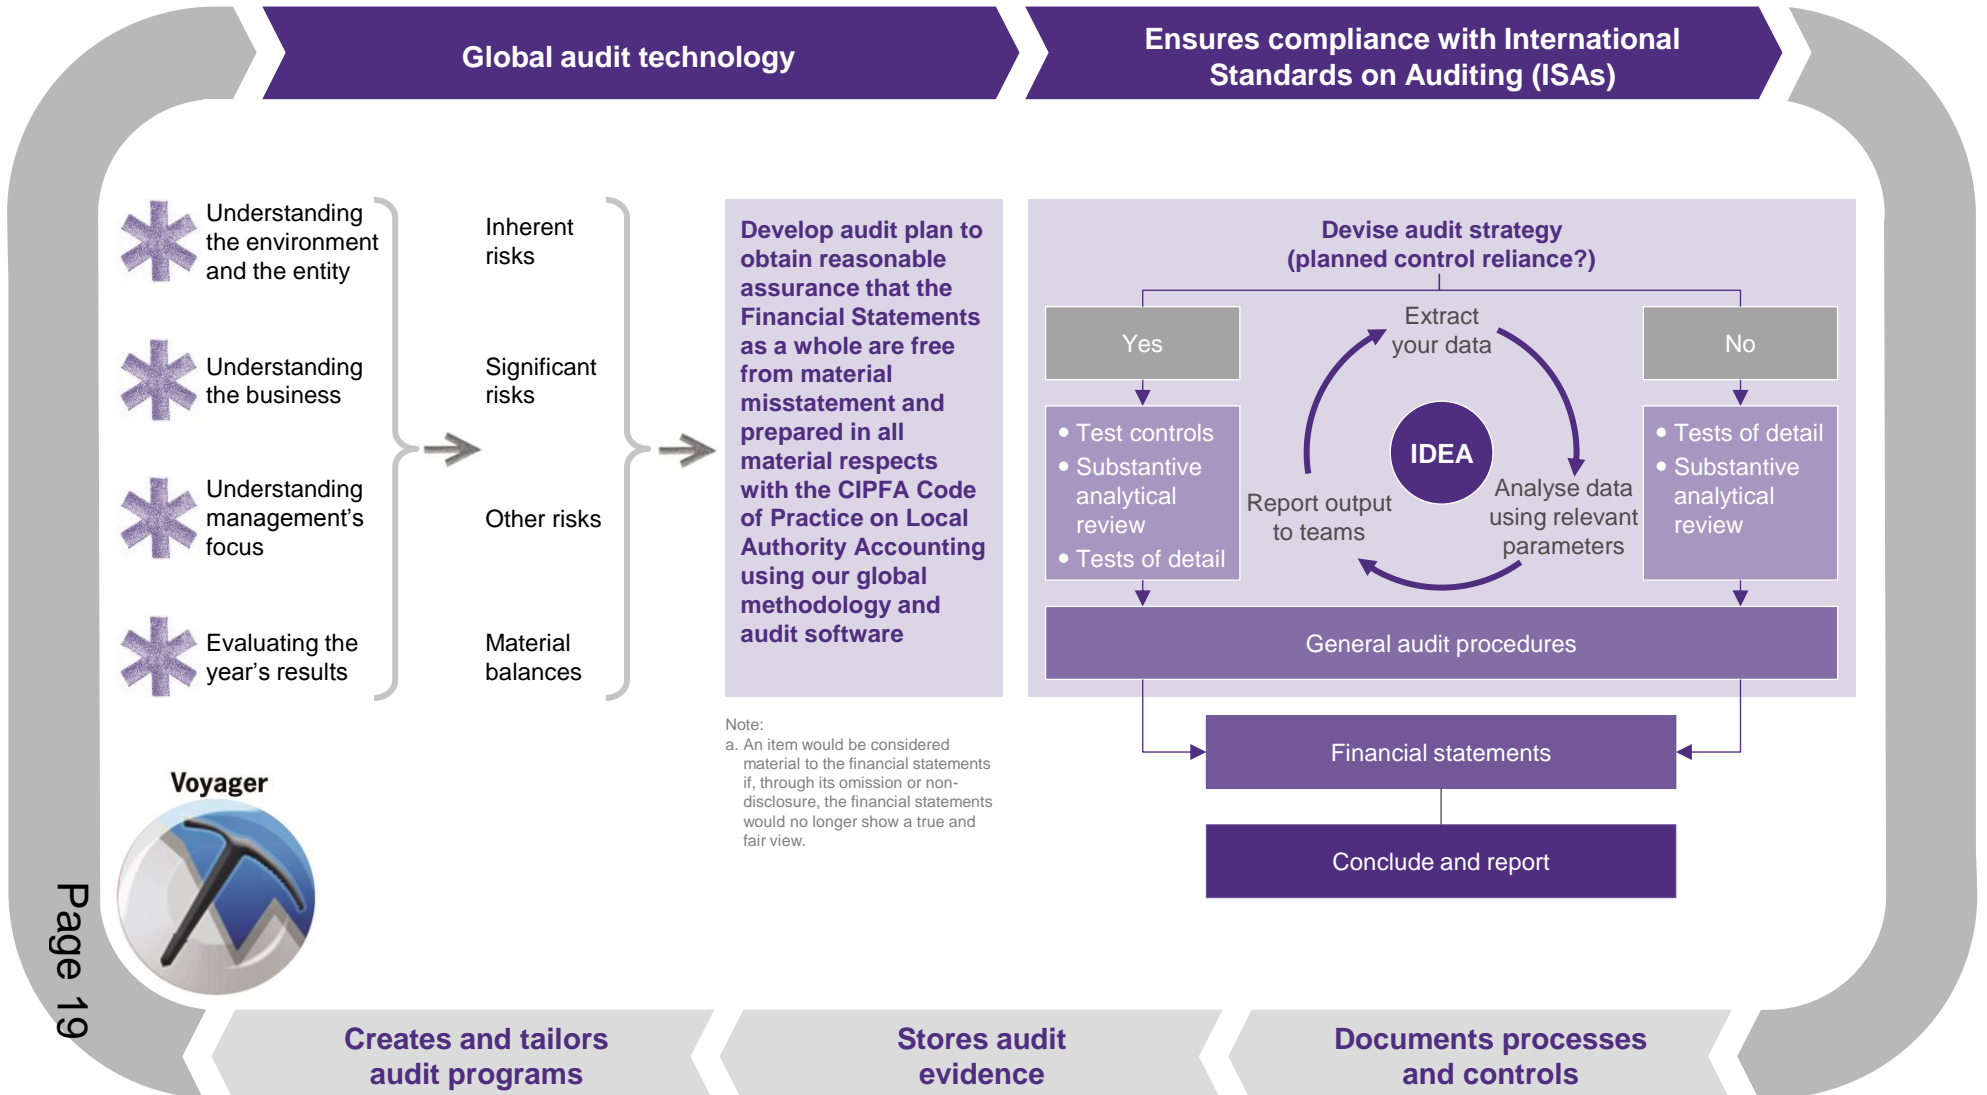 Global audit technology
Ensures compliance with International
Standards on Auditing (ISAs)
Understanding
the environment
and the entity
Understanding
the business
Understanding
management's
focus
Evaluating the
year's results
Inherent
risks
Significant
risks
Other risks
Material
balances
Develop audit plan to
obtain reasonable
assurance that the
Financial Statements
as a whole are free
from material
misstatement and
prepared in all
material respects
with the CIPFA Code
of Practice on Local
Authority Accounting
using our global
methodology and
audit software
Note:
a. An item would be considered
material to the financial statements
if, through its omission or non-
disclosure, the financial statements
would no longer show a true and
fair view.
Devise audit strategy
(planned control reliance?)
Yes
• Test controls
• Substantive
analytical
review
• Tests of detail
Extract
your data
IDEA
Analyse data
using relevant
parameters
Report output
to teams
No
• Tests of detail
• Substantive
analytical
review
General audit procedures
Financial statements
Conclude and report
Voyager
Page 19
Creates and tailors
audit programs
Stores audit
evidence
Documents processes
and controls